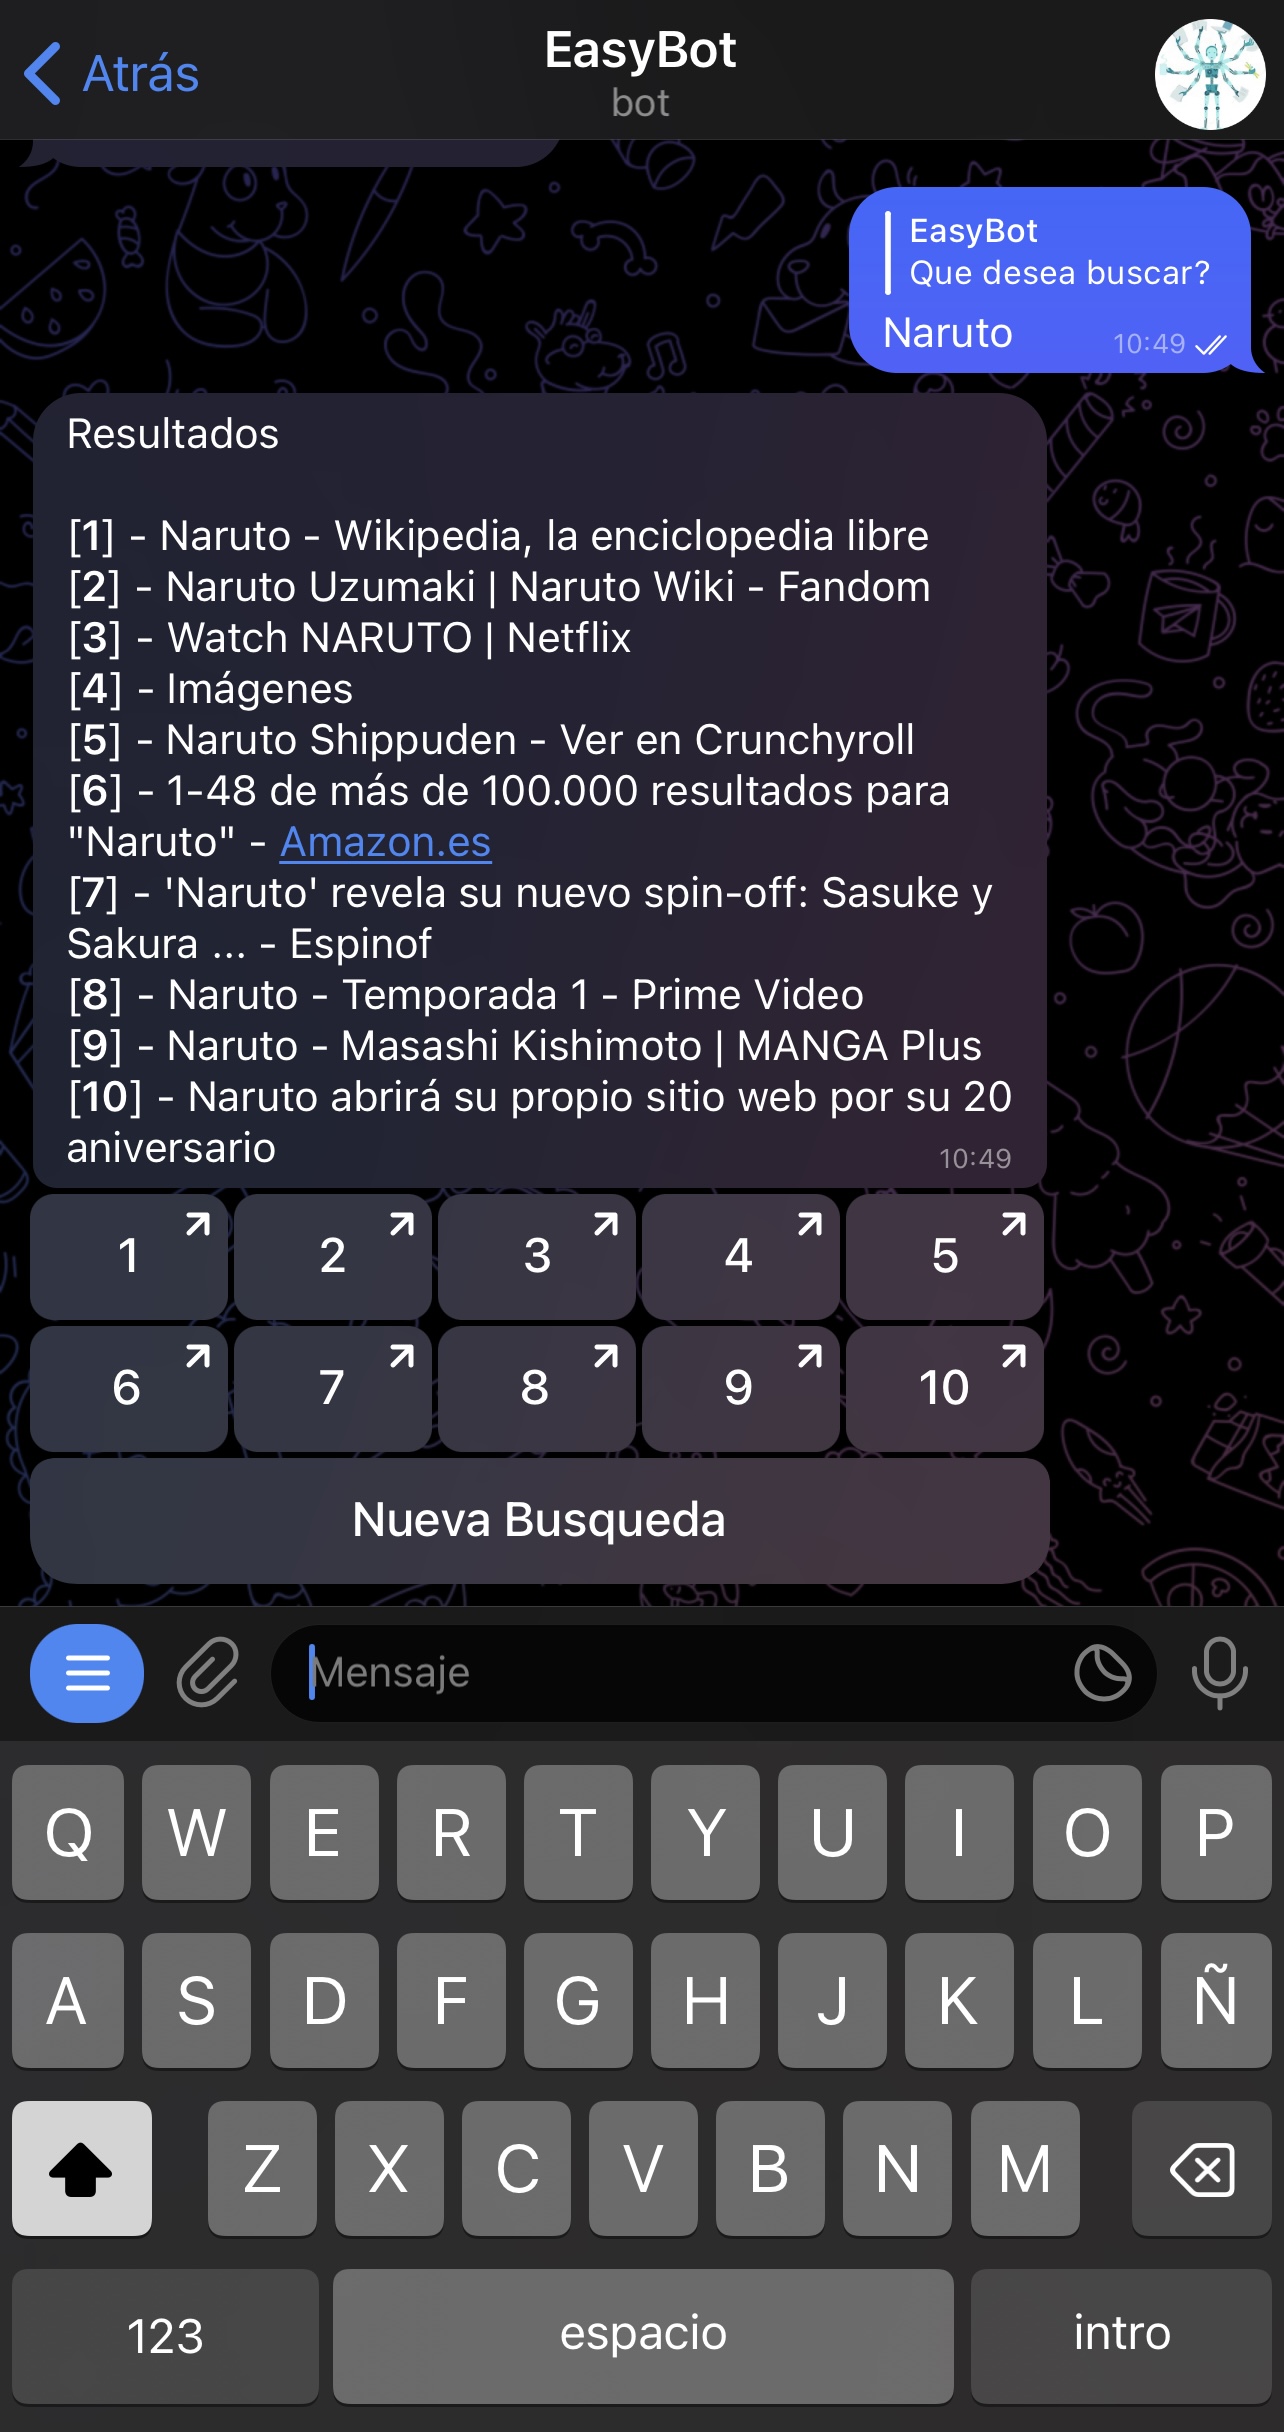 Atrás
EasyBot
bot
EasyBot
Que desea buscar?
Naruto 10:49
Resultados
[1] - Naruto - Wikipedia, la enciclopedia libre
[2] - Naruto Uzumaki | Naruto Wiki - Fandom
[3] - Watch NARUTO | Netflix
[4] - Imágenes
[5] - Naruto Shippuden - Ver en Crunchyroll
[6] - 1-48 de más de 100.000 resultados para
"Naruto" - Amazon.es
[7] - 'Naruto' revela su nuevo spin-off: Sasuke y
Sakura ... - Espinof
[8] - Naruto - Temporada 1 - Prime Video
[9] - Naruto - Masashi Kishimoto | MANGA Plus
[10] - Naruto abrirá su propio sitio web por su 20
aniversario 10:49
1 2 3 4 5
6 7 8 9 10
Nueva Busqueda
Mensaje
Q W E R T Y U I O P
A S D F G H J K L Ñ
Z X C V B N M
123 espacio intro